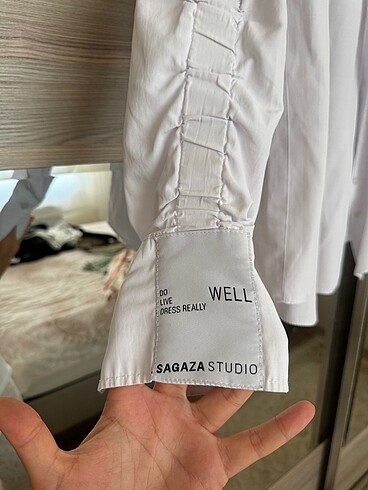 DO
LIVE WELL
DRESS REALLY
SAGAZA STUDIO